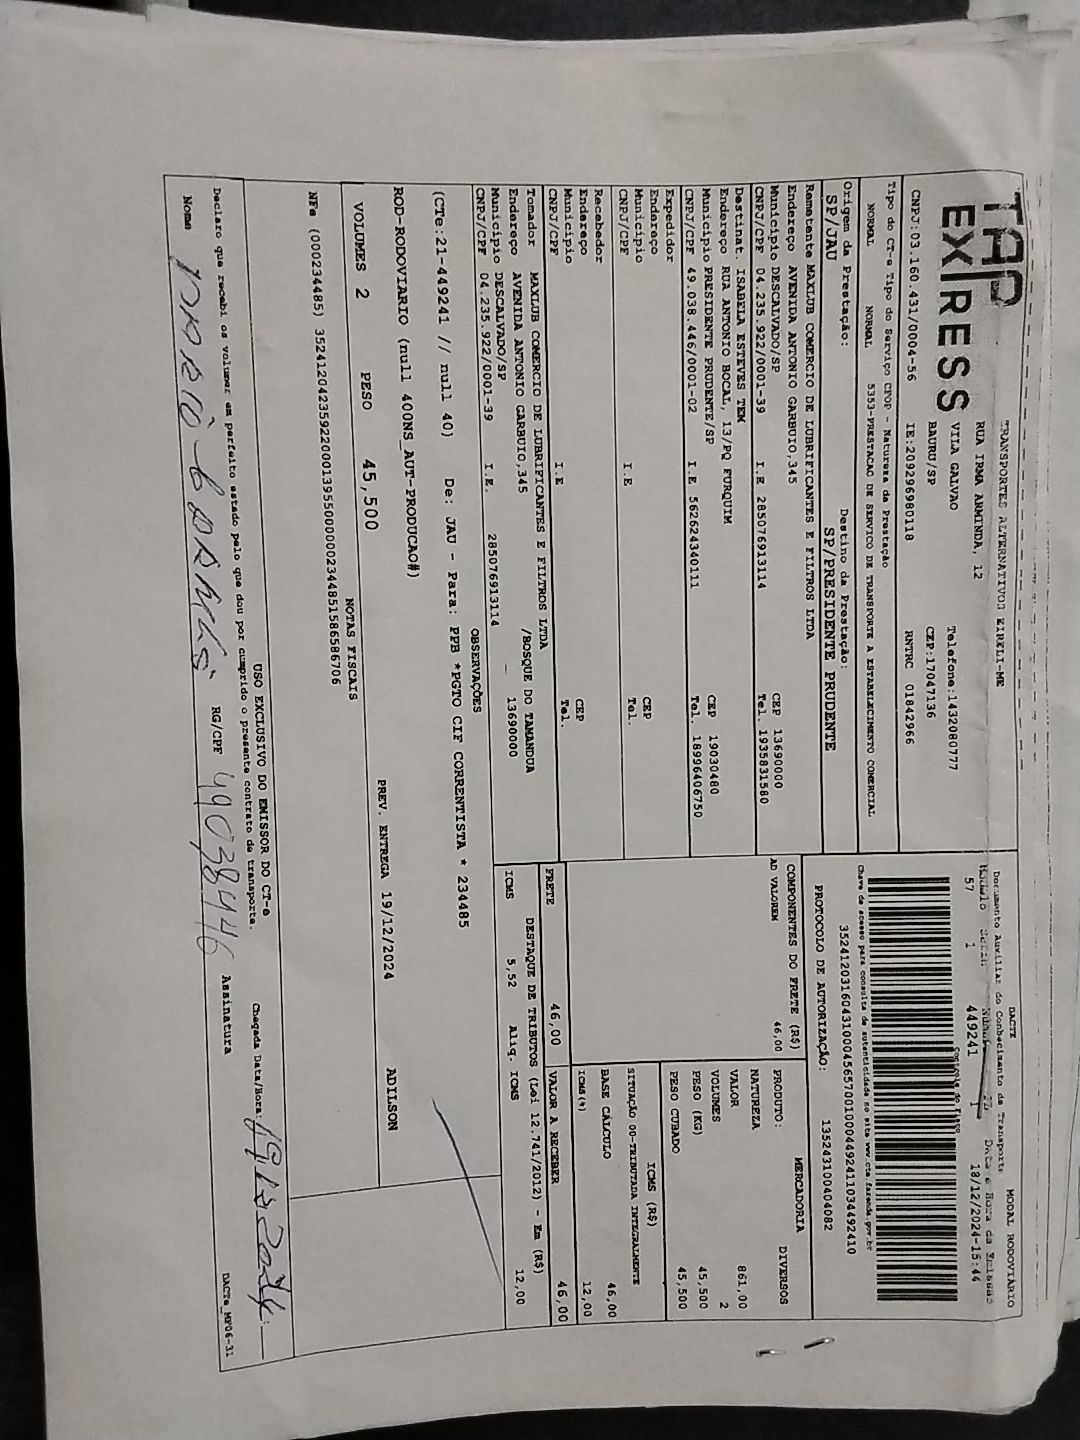 TAP
EXPRESS
TRANSPORTES ALTERNATIVOS EIRELI-ME
RUA IRMA ARMINDA, 12
VILA GALVAO Telefone:1432080777
BAURU/SP CEP:17047136
CNPJ:03.160.431/0004-56 IE:209296980118 RNTRC 01842966
DACTE MODAL RODOVIÁRIO
Documento Auxiliar do Conhecimento de Transporte
Modelo Série Número FL Data e Hora da Emissão
57 1 449241 18/12/2024-15:44
Controle do Fisco
Chave de acesso para consulta de autenticidade no site www.cte.fazenda.gov.br
35241203160431000456570010004492411034492410
PROTOCOLO DE AUTORIZAÇÃO: 135243100404082
Tipo do CT-e Tipo do Serviço CFOP - Natureza da Prestação
NORMAL NORMAL 5353-PRESTACAO DE SERVICO DE TRANSPORTE A ESTABELECIMENTO COMERCIAL
Origem da Prestação: Destino da Prestação:
SP/JAU SP/PRESIDENTE PRUDENTE
Remetente MAXLUB COMERCIO DE LUBRIFICANTES E FILTROS LTDA
Endereço AVENIDA ANTONIO GARBUIO,345
Município DESCALVADO/SP CEP 13690000
CNPJ/CPF 04.235.922/0001-39 I.E 285076913114 Tel. 1935831580
Destinat. ISABELA ESTEVES TEM
Endereço RUA ANTONIO BOCAL, 13/PQ FURQUIM
Município PRESIDENTE PRUDENTE/SP CEP 19030480
CNPJ/CPF 49.038.446/0001-02 I.E 562624340111 Tel. 18996406750
Expedidor
Endereço
Município CEP
CNPJ/CPF I.E Tel.
Recebedor
Endereço
Município CEP
CNPJ/CPF I.E Tel.
Tomador MAXLUB COMERCIO DE LUBRIFICANTES E FILTROS LTDA
Endereço AVENIDA ANTONIO GARBUIO,345 /BOSQUE DO TAMANDUA
Município DESCALVADO/SP 13690000
CNPJ/CPF 04.235.922/0001-39 I.E. 285076913114
COMPONENTES DO FRETE (R$)
AD VALOREM 46,00
FRETE 46,00
MERCADORIA
PRODUTO: DIVERSOS
NATUREZA
VALOR 861,00
VOLUMES 2
PESO (KG) 45,500
PESO CUBADO 45,500
ICMS (R$)
SITUAÇÃO 00-TRIBUTADA INTEGRALMENTE
BASE CÁLCULO 46,00
ICMS(%) 12,00
VALOR A RECEBER 46,00
DESTAQUE DE TRIBUTOS (Lei 12.741/2012) - Em (R$)
ICMS 5,52 Aliq. ICMS 12,00
OBSERVAÇÕES
(CTe:21-449241 // null 40) De: JAU - Para: PPB *PGTO CIF CORRENTISTA * 234485
ROD-RODOVIARIO (null 400NS_AUT-PRODUCAO#)
VOLUMES 2 PESO 45,500 PREV. ENTREGA 19/12/2024 ADILSON
NOTAS FISCAIS
NFe (000234485) 35241204235922000139550000002344851586586706
USO EXCLUSIVO DO EMISSOR DO CT-e
Declaro que recebi os volumes em perfeito estado pelo que dou por cumprido o presente contrato de transporte.
Chegada Data/Hora: 19/12/2024
Nome RG/CPF 49038446 Assinatura
DACTe_MF06-31